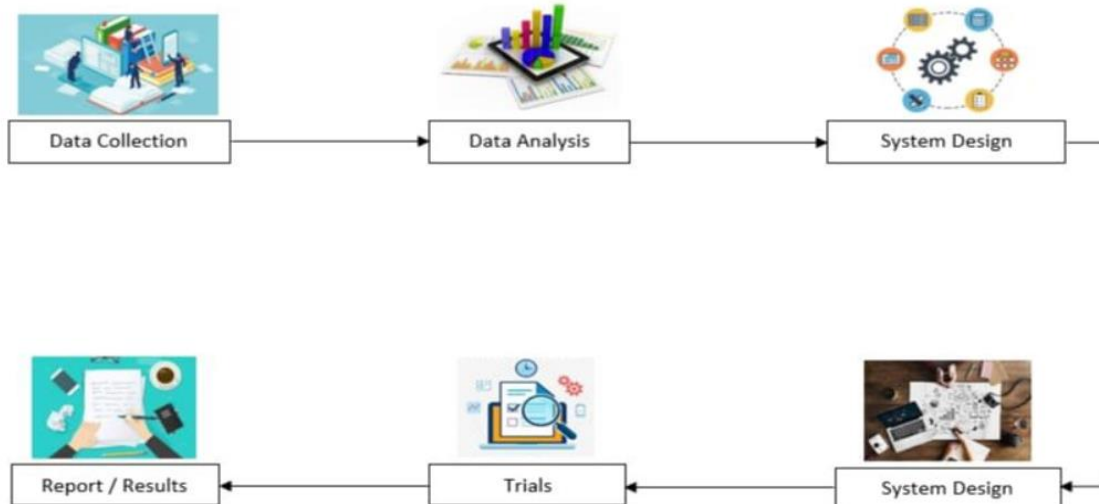 Data Collection
Data Analysis
System Design
System Design
Trials
Report / Results